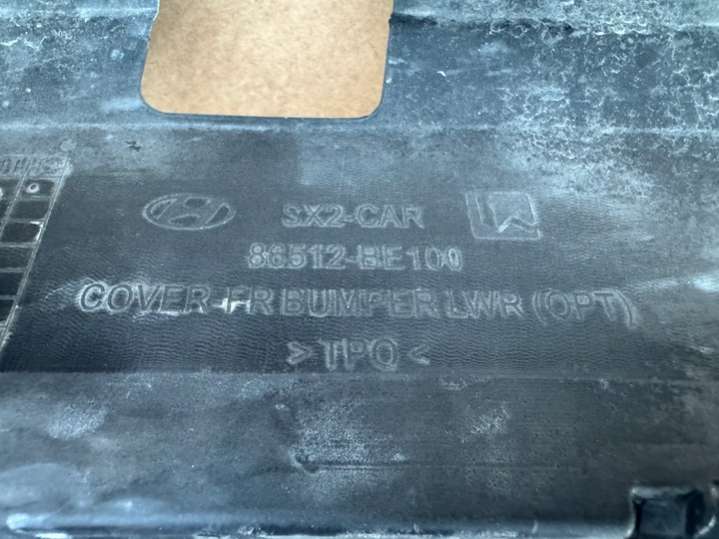 SX2-CAR
86512-BE100
COVER-FR BUMPER LWR (OPT)
>TPO<